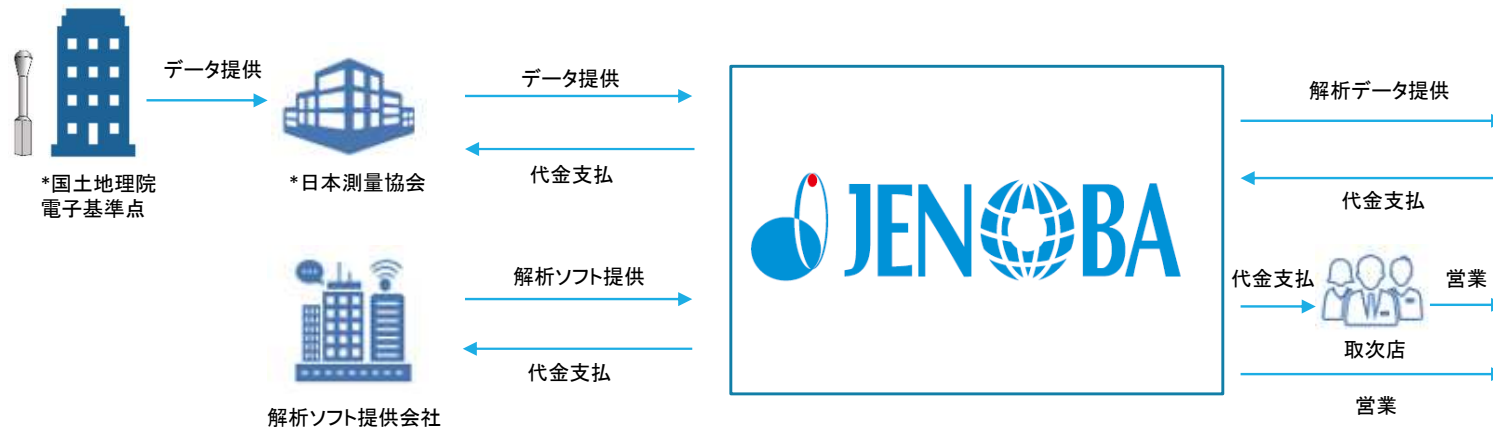 データ提供
*国土地理院
電子基準点
*日本測量協会
データ提供
代金支払
解析ソフト提供
代金支払
解析ソフト提供会社
JENOBA
解析データ提供
代金支払
代金支払
営業
取次店
営業